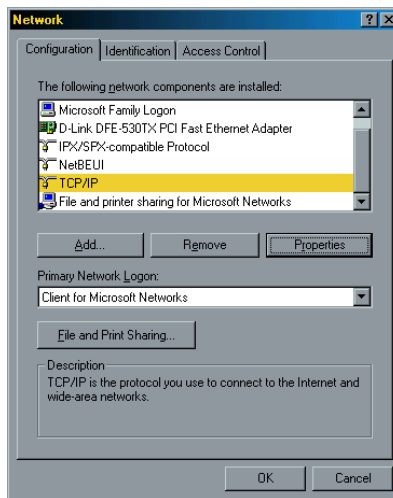 Network
Configuration Identification Access Control
The following network components are installed:
Microsoft Family Logon
D-Link DFE-530TX PCI Fast Ethernet Adapter
IPX/SPX-compatible Protocol
NetBEUI
TCP/IP
File and printer sharing for Microsoft Networks
Add... Remove Properties
Primary Network Logon:
Client for Microsoft Networks
File and Print Sharing...
Description
TCP/IP is the protocol you use to connect to the Internet and
wide-area networks.
OK Cancel